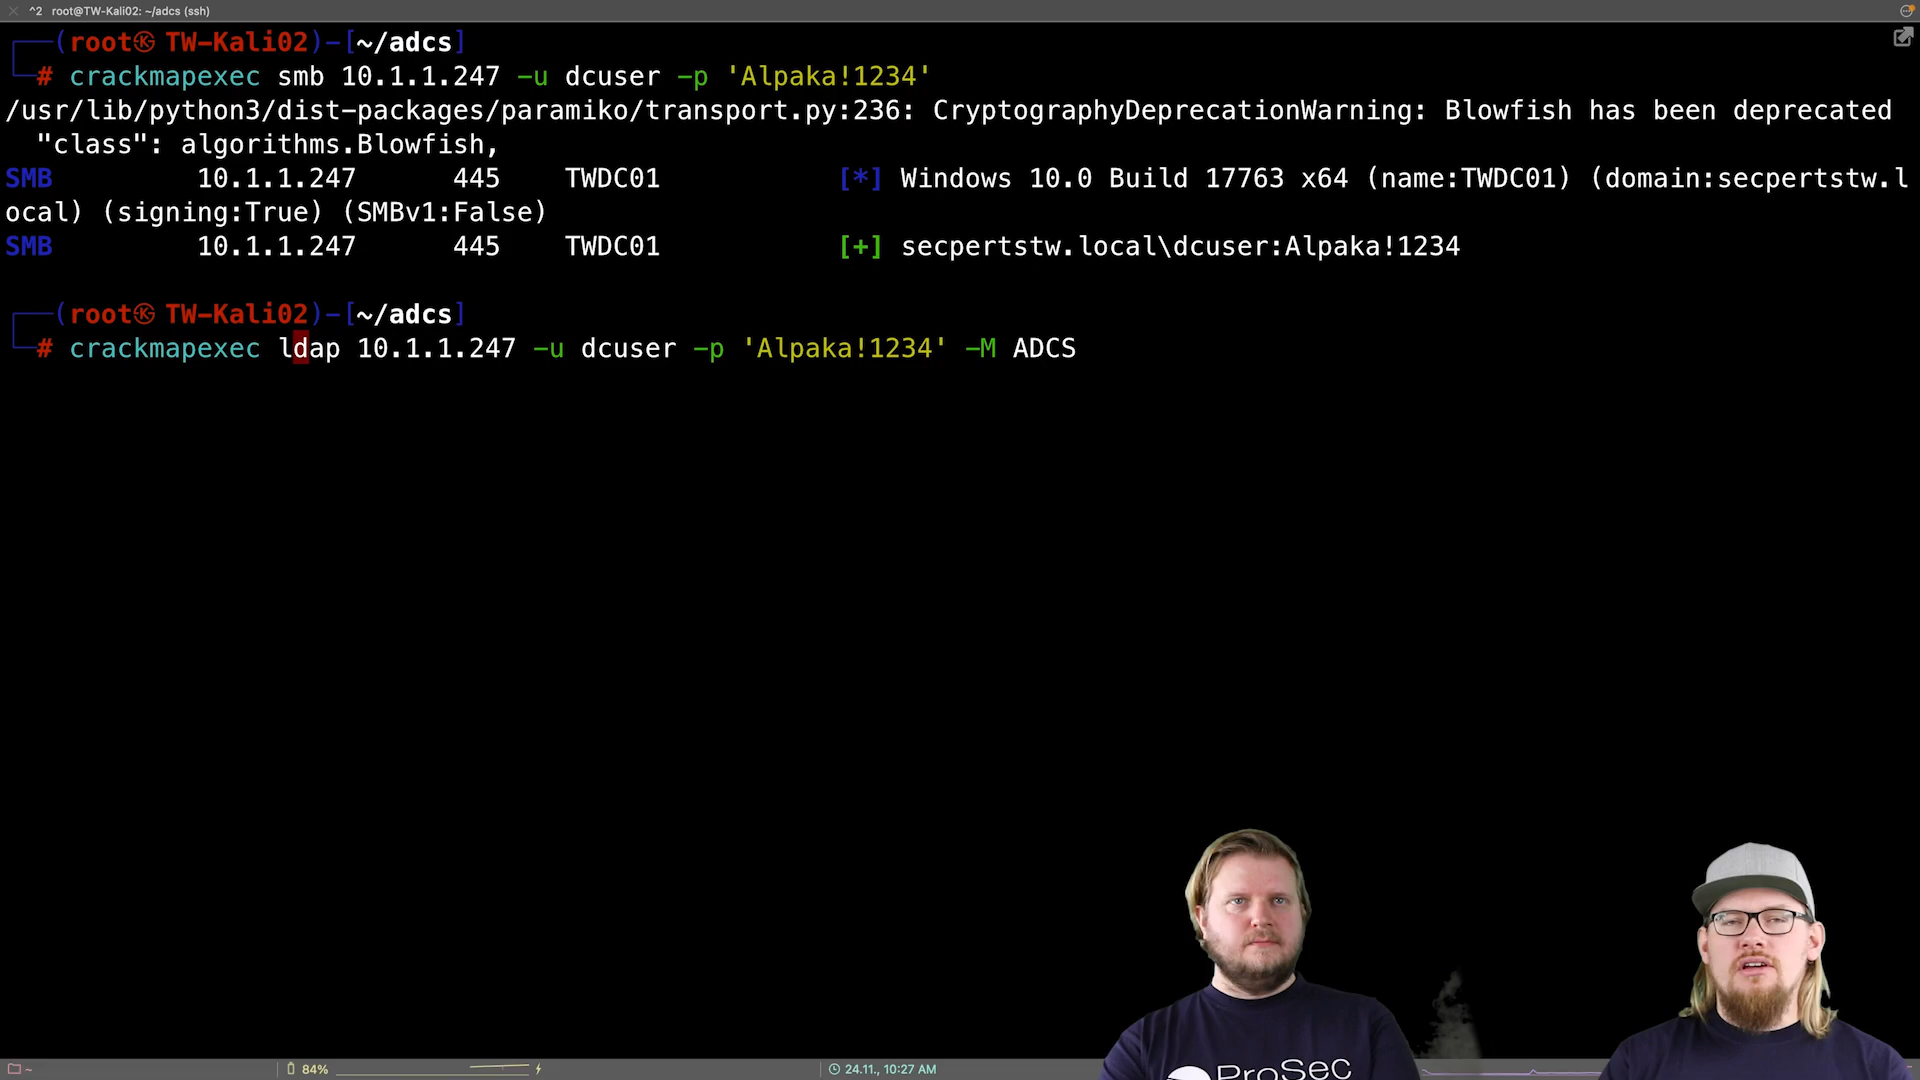 ^2 root@TW-Kali02: ~/adcs (ssh)
(root㉿TW-Kali02)-[~/adcs]
# crackmapexec smb 10.1.1.247 -u dcuser -p 'Alpaka!1234'
/usr/lib/python3/dist-packages/paramiko/transport.py:236: CryptographyDeprecationWarning: Blowfish has been deprecated
"class": algorithms.Blowfish,
SMB 10.1.1.247 445 TWDC01 [*] Windows 10.0 Build 17763 x64 (name:TWDC01) (domain:secpertstw.l
ocal) (signing:True) (SMBv1:False)
SMB 10.1.1.247 445 TWDC01 [+] secpertstw.local\dcuser:Alpaka!1234
(root㉿TW-Kali02)-[~/adcs]
# crackmapexec ldap 10.1.1.247 -u dcuser -p 'Alpaka!1234' -M ADCS
ProSec
~ 84% 24.11., 10:27 AM